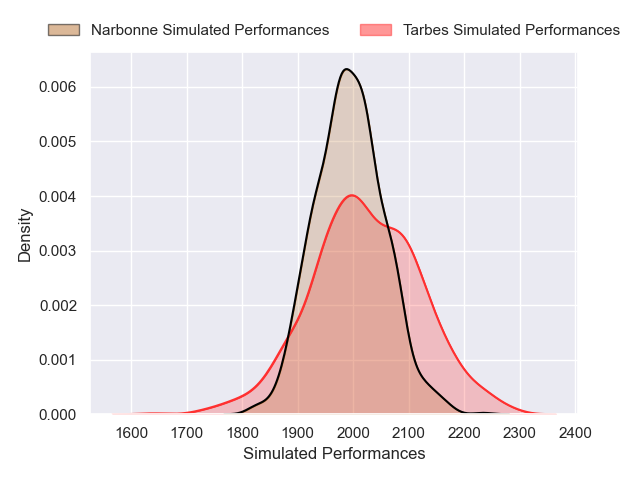 Narbonne Simulated Performances Tarbes Simulated Performances
0.006
0.005
0.004
0.003
0.002
0.001
0.000
Density
1600 1700 1800 1900 2000 2100 2200 2300 2400
Simulated Performances